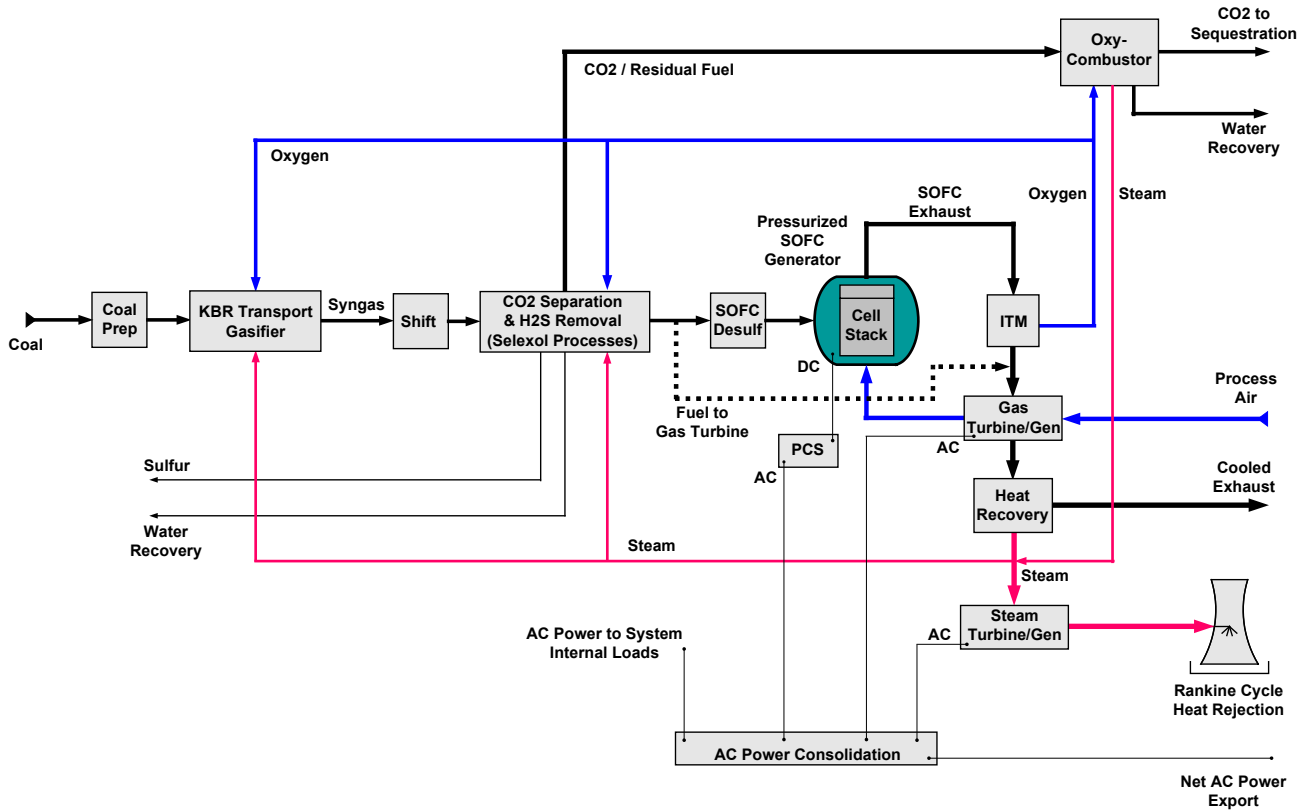 CO2 to
Sequestration
Oxy-
Combustor
CO2 / Residual Fuel
Water
Recovery
Oxygen
SOFC
Exhaust
Oxygen
Steam
Pressurized
SOFC
Generator
Coal
Prep
KBR Transport
Gasifier
Syngas
Shift
CO2 Separation
& H2S Removal
(Selexol Processes)
SOFC
Desulf
Cell
Stack
ITM
Coal
DC
Fuel to
Gas Turbine
Gas
Turbine/Gen
Process
Air
AC
PCS
AC
Sulfur
Heat
Recovery
Cooled
Exhaust
Water
Recovery
Steam
Steam
AC Power to System
Internal Loads
AC
Steam
Turbine/Gen
Rankine Cycle
Heat Rejection
AC Power Consolidation
Net AC Power
Export